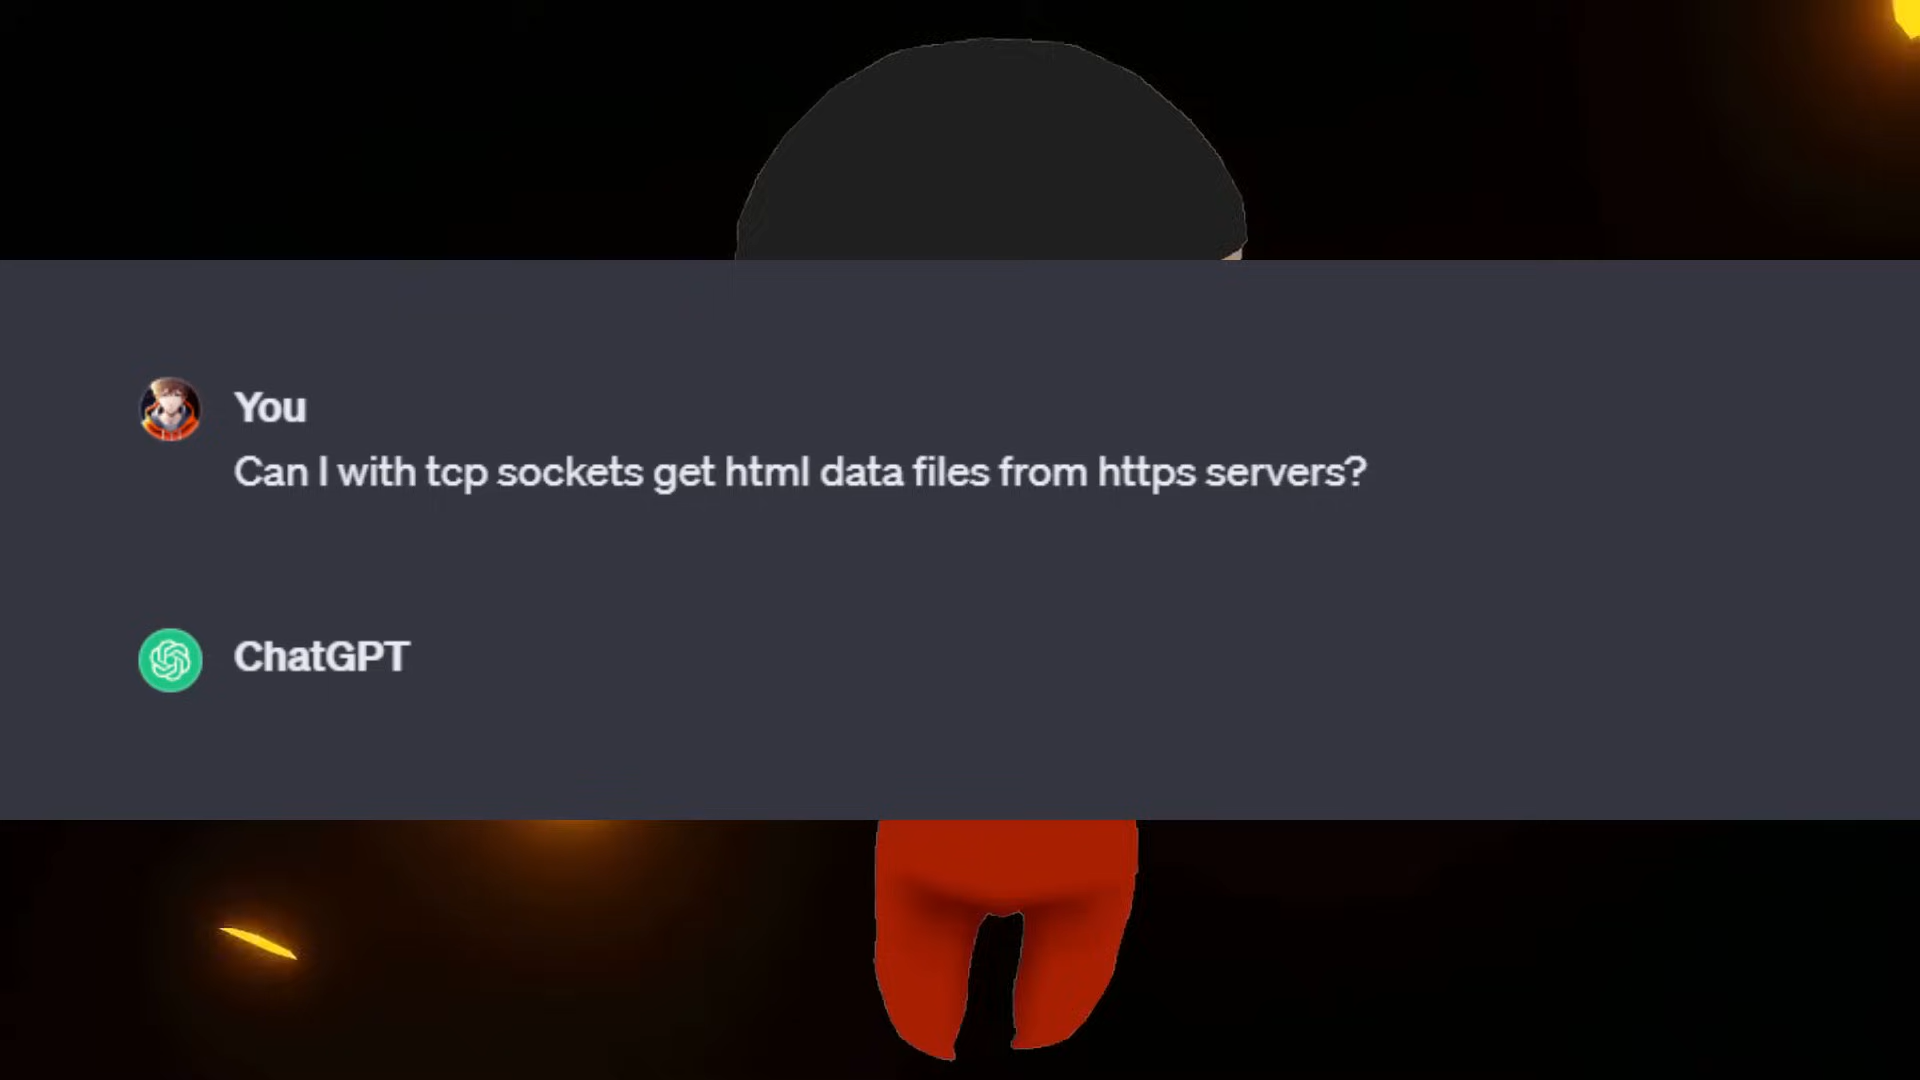 You
Can I with tcp sockets get html data files from https servers?
ChatGPT